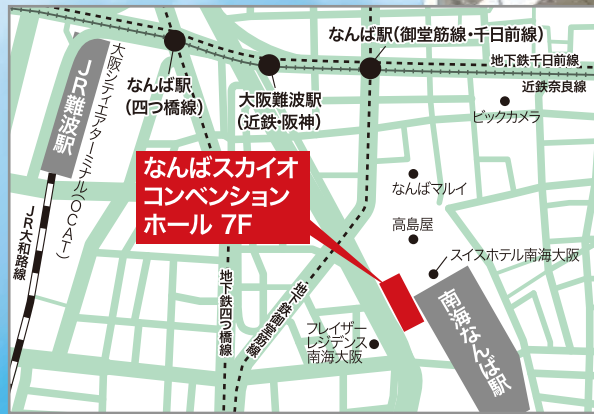 なんば駅(御堂筋線・千日前線)
地下鉄千日前線
近鉄奈良線
なんば駅
(四つ橋線)
大阪難波駅
(近鉄・阪神)
ビックカメラ
JR難波駅
大阪シティエアターミナル(OCAT)
なんばスカイオ
コンベンション
ホール 7F
なんばマルイ
高島屋
スイスホテル南海大阪
JR大和路線
地下鉄四つ橋線
地下鉄御堂筋線
フレイザー
レジデンス
南海大阪
南海なんば駅